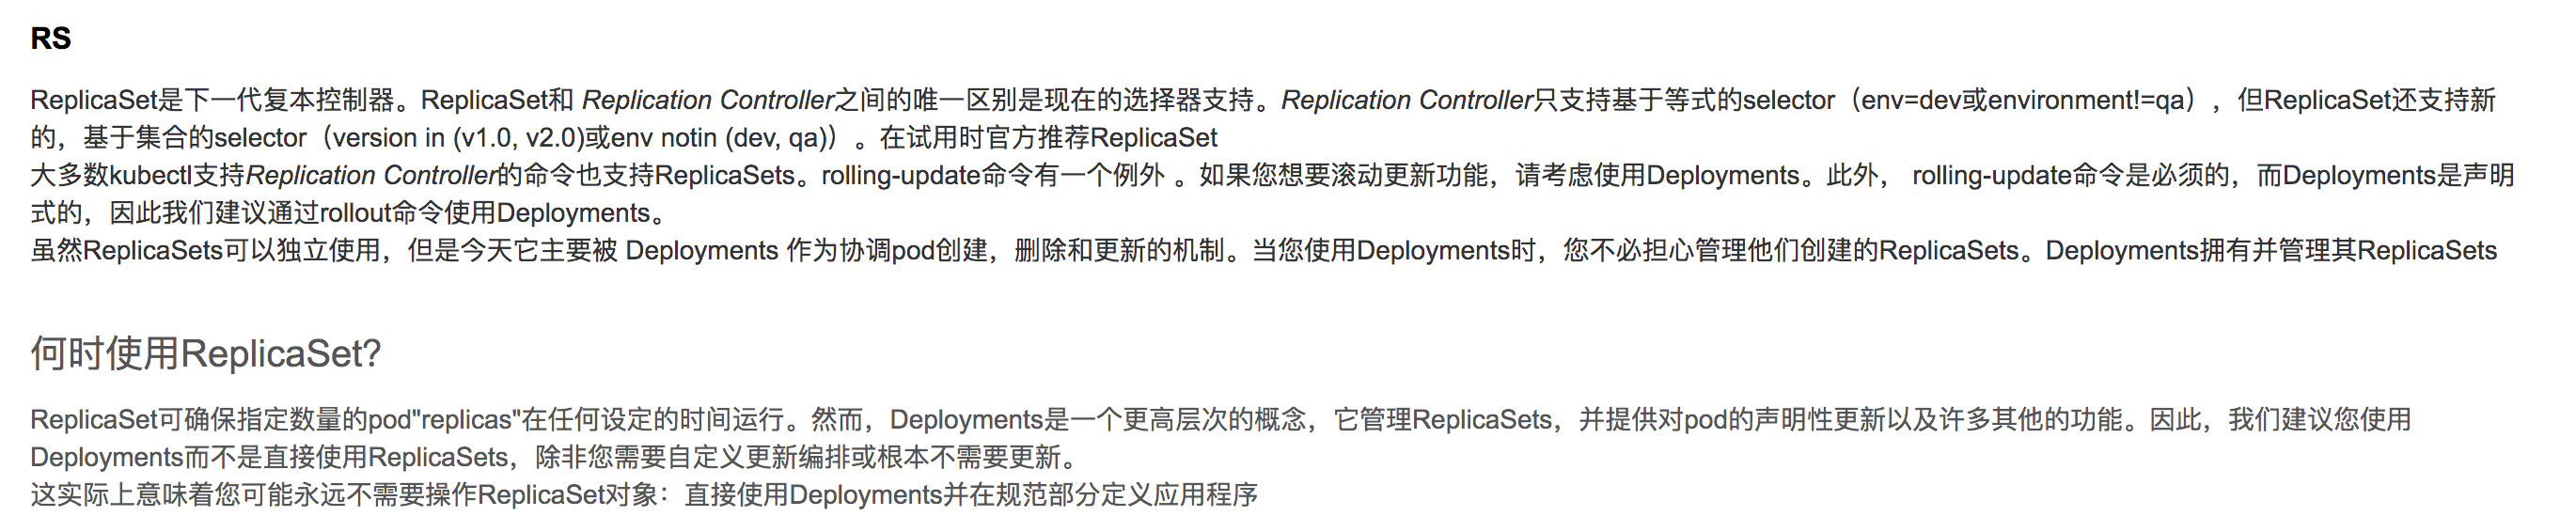 RS
ReplicaSet是下一代复本控制器。ReplicaSet和 Replication Controller之间的唯一区别是现在的选择器支持。Replication Controller只支持基于等式的selector（env=dev或environment!=qa），但ReplicaSet还支持新
的，基于集合的selector（version in (v1.0, v2.0)或env notin (dev, qa)）。在试用时官方推荐ReplicaSet
大多数kubectl支持Replication Controller的命令也支持ReplicaSets。rolling-update命令有一个例外 。如果您想要滚动更新功能，请考虑使用Deployments。此外， rolling-update命令是必须的，而Deployments是声明
式的，因此我们建议通过rollout命令使用Deployments。
虽然ReplicaSets可以独立使用，但是今天它主要被 Deployments 作为协调pod创建，删除和更新的机制。当您使用Deployments时，您不必担心管理他们创建的ReplicaSets。Deployments拥有并管理其ReplicaSets
何时使用ReplicaSet?
ReplicaSet可确保指定数量的pod"replicas"在任何设定的时间运行。然而，Deployments是一个更高层次的概念，它管理ReplicaSets，并提供对pod的声明性更新以及许多其他的功能。因此，我们建议您使用
Deployments而不是直接使用ReplicaSets，除非您需要自定义更新编排或根本不需要更新。
这实际上意味着您可能永远不需要操作ReplicaSet对象：直接使用Deployments并在规范部分定义应用程序